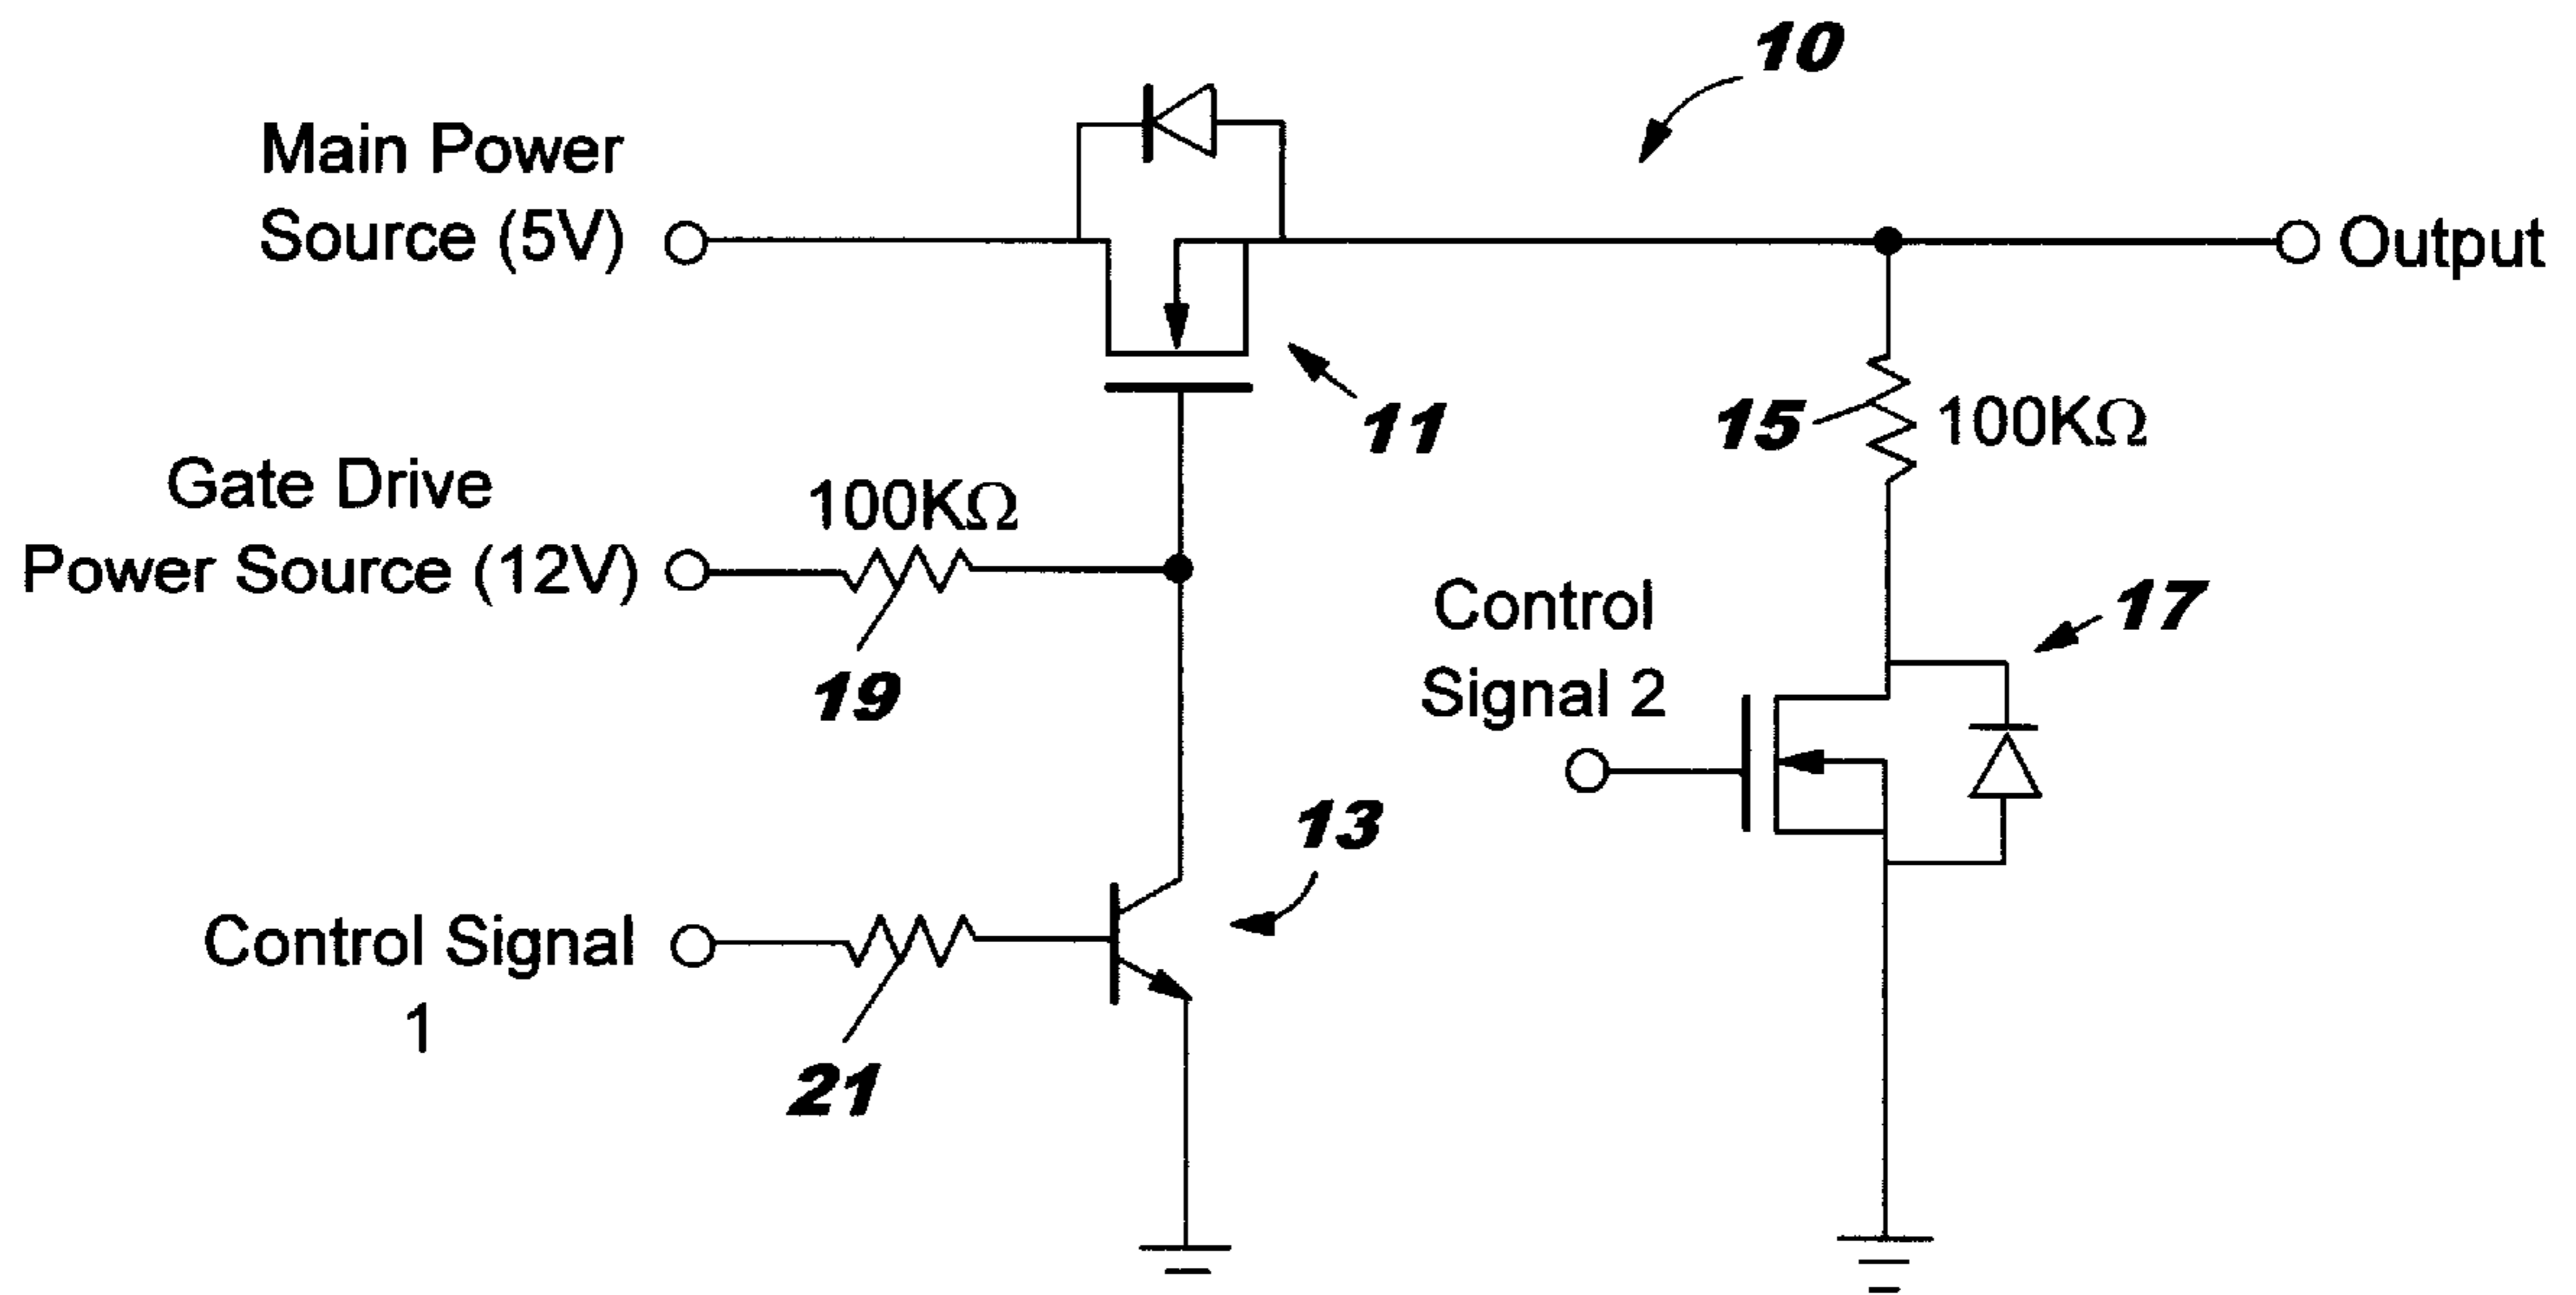 10
Main Power
Source (5V)
Output
11
15
100KΩ
Gate Drive
Power Source (12V)
100KΩ
19
Control
Signal 2
17
13
Control Signal
1
21